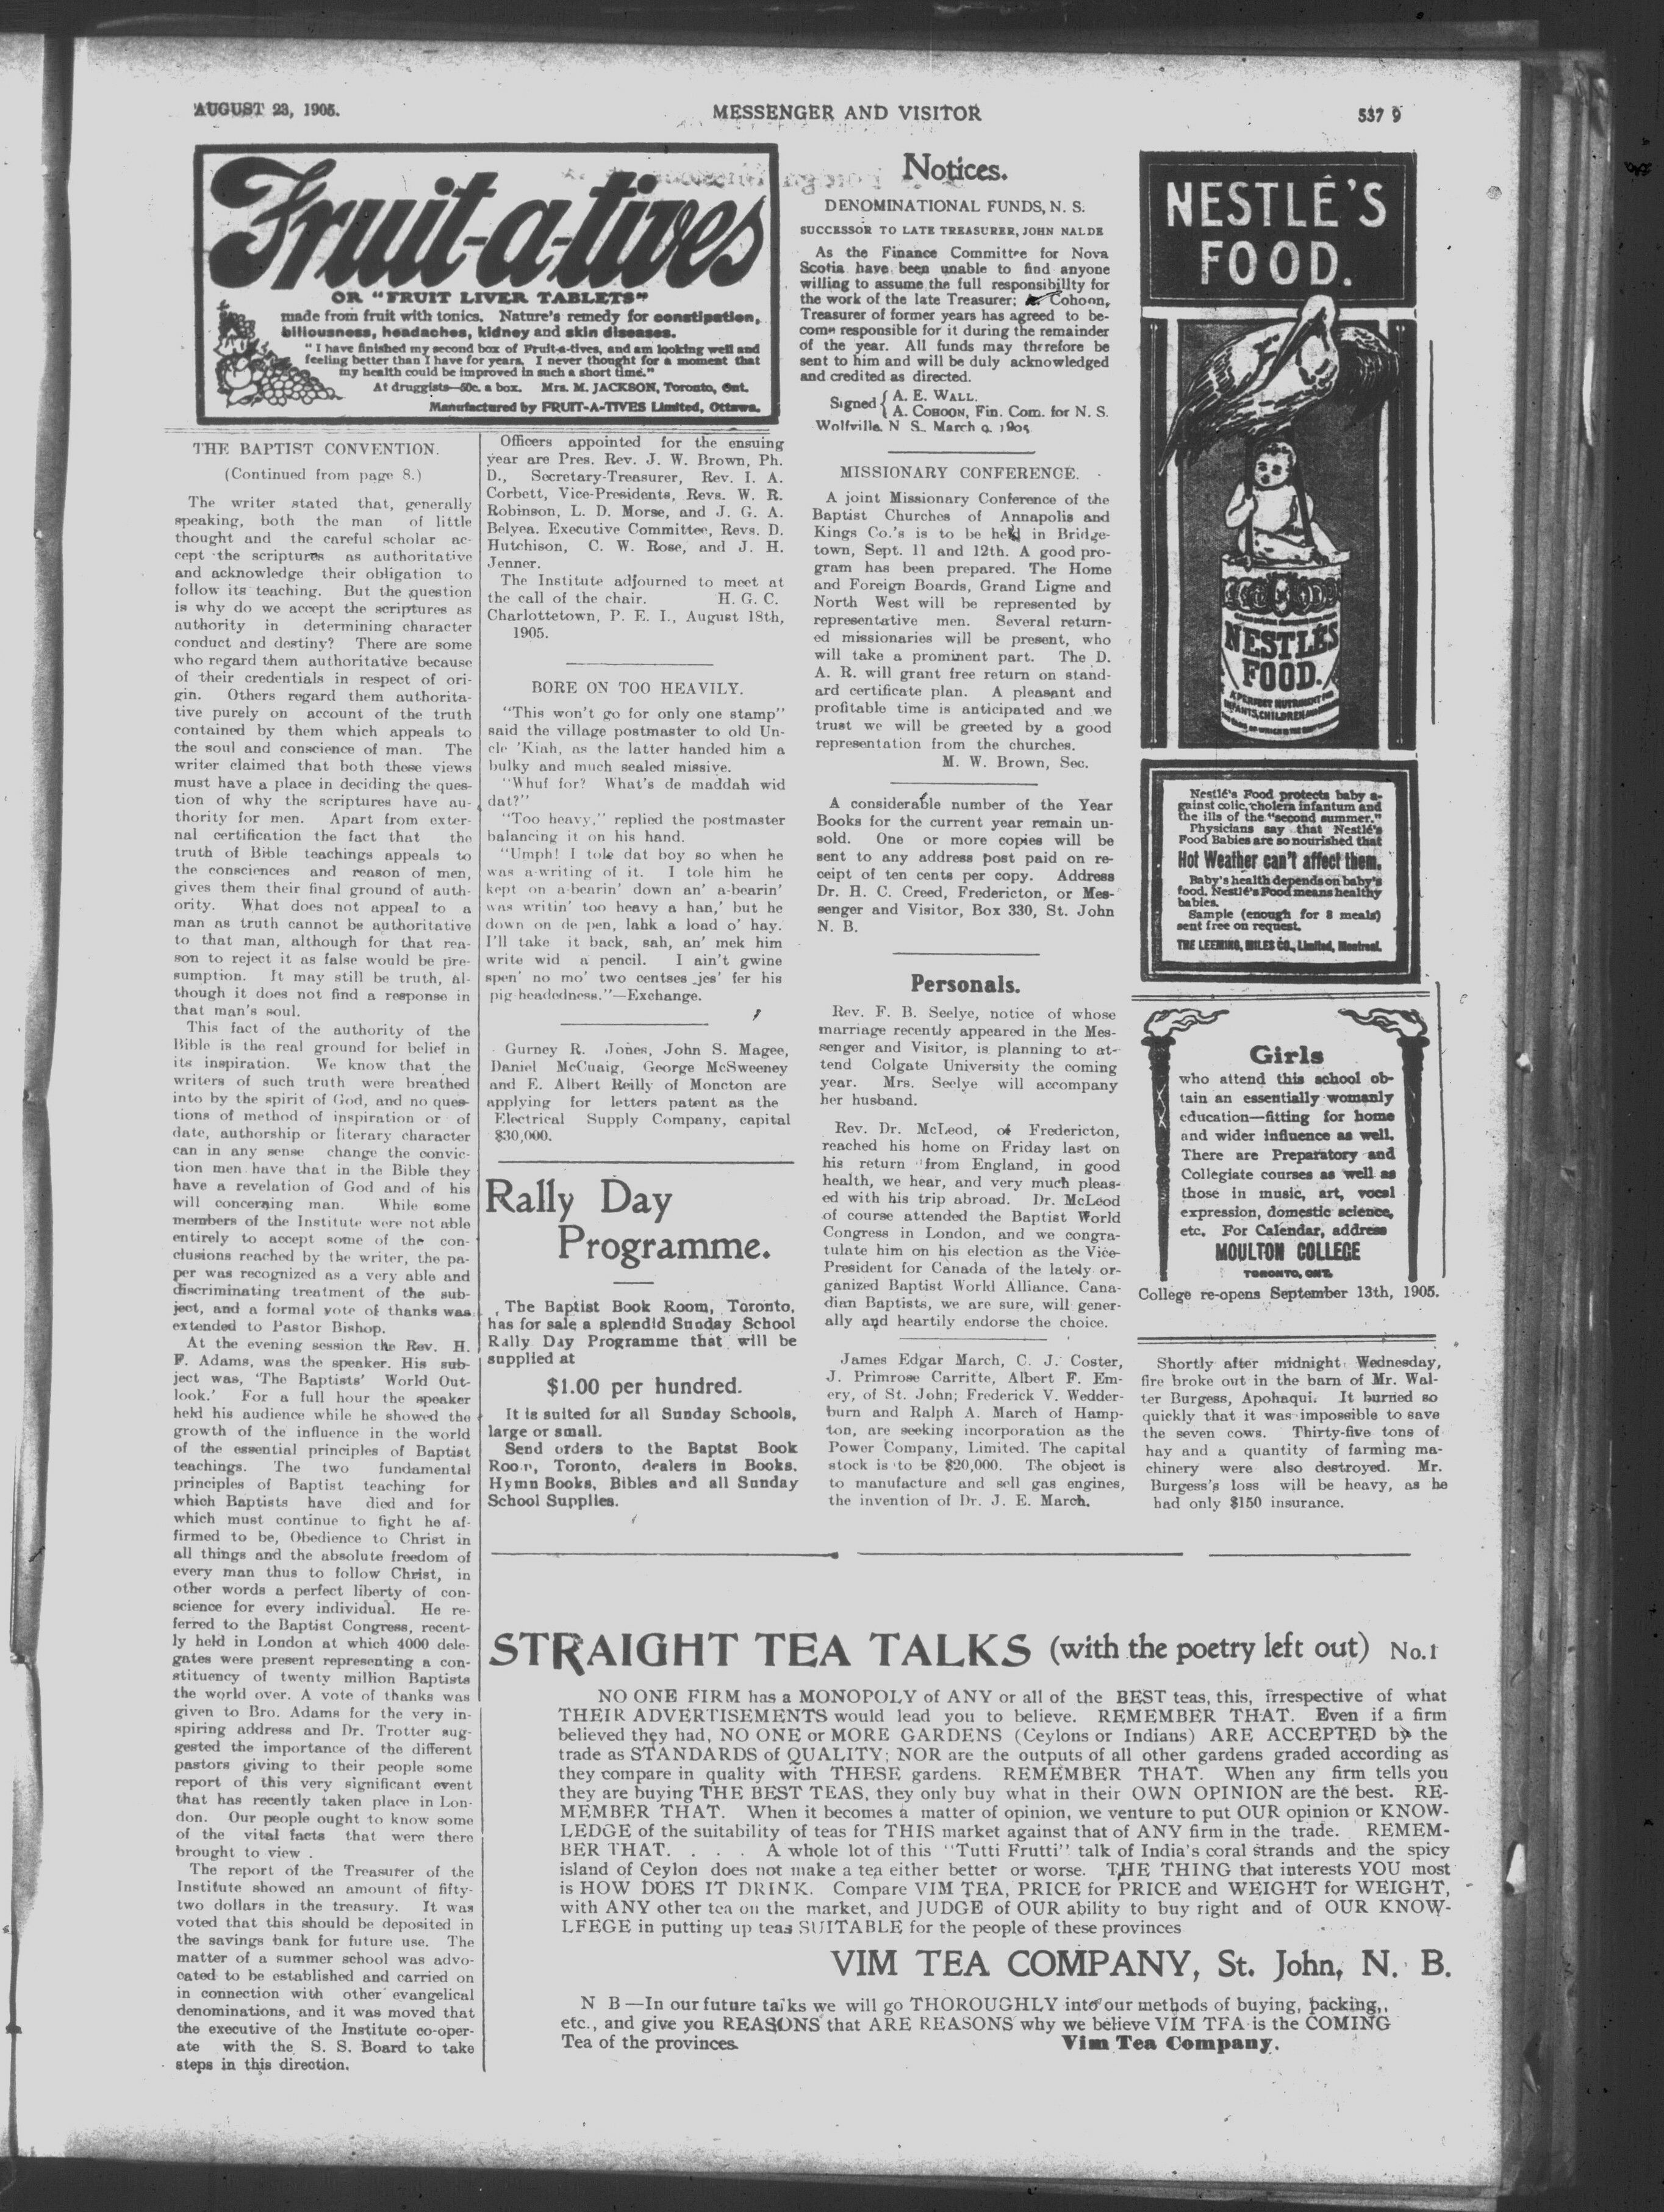 AUGUST 23, 1905.
MESSENGER AND VISITOR
537 9
Fruit-a-tives
OR "FRUIT LIVER TABLETS"
made from fruit with tonics. Nature's remedy for constipation,
biliousness, headaches, kidney and skin diseases.
"I have finished my second box of Fruit-a-tives, and am looking well and
feeling better than I have for years. I never thought for a moment that
my health could be improved in such a short time."
At druggists—50c. a box. Mrs. M. JACKSON, Toronto, Ont.
Manufactured by FRUIT-A-TIVES Limited, Ottawa.
THE BAPTIST CONVENTION.
(Continued from page 8.)
The writer stated that, generally
speaking, both the man of little
thought and the careful scholar ac-
cept the scriptures as authoritative
and acknowledge their obligation to
follow its teaching. But the question
is why do we accept the scriptures as
authority in determining character
conduct and destiny? There are some
who regard them authoritative because
of their credentials in respect of ori-
gin. Others regard them authorita-
tive purely on account of the truth
contained by them which appeals to
the soul and conscience of man. The
writer claimed that both these views
must have a place in deciding the ques-
tion of why the scriptures have au-
thority for men. Apart from exter-
nal certification the fact that the
truth of Bible teachings appeals to
the consciences and reason of men,
gives them their final ground of auth-
ority. What does not appeal to a
man as truth cannot be authoritative
to that man, although for that rea-
son to reject it as false would be pre-
sumption. It may still be truth, al-
though it does not find a response in
that man's soul.
This fact of the authority of the
Bible is the real ground for belief in
its inspiration. We know that the
writers of such truth were breathed
into by the spirit of God, and no ques-
tions of method of inspiration or of
date, authorship or literary character
can in any sense change the convic-
tion men have that in the Bible they
have a revelation of God and of his
will concerning man. While some
members of the Institute were not able
entirely to accept some of the con-
clusions reached by the writer, the pa-
per was recognized as a very able and
discriminating treatment of the sub-
ject, and a formal vote of thanks was
extended to Pastor Bishop.
At the evening session the Rev. H.
F. Adams, was the speaker. His sub-
ject was, 'The Baptists' World Out-
look.' For a full hour the speaker
held his audience while he showed the
growth of the influence in the world
of the essential principles of Baptist
teachings. The two fundamental
principles of Baptist teaching for
which Baptists have died and for
which must continue to fight he af-
firmed to be, Obedience to Christ in
all things and the absolute freedom of
every man thus to follow Christ, in
other words a perfect liberty of con-
science for every individual. He re-
ferred to the Baptist Congress, recent-
ly held in London at which 4000 dele-
gates were present representing a con-
stituency of twenty million Baptists
the world over. A vote of thanks was
given to Bro. Adams for the very in-
spiring address and Dr. Trotter sug-
gested the importance of the different
pastors giving to their people some
report of this very significant event
that has recently taken place in Lon-
don. Our people ought to know some
of the vital facts that were there
brought to view .
The report of the Treasurer of the
Institute showed an amount of fifty-
two dollars in the treasury. It was
voted that this should be deposited in
the savings bank for future use. The
matter of a summer school was advo-
cated to be established and carried on
in connection with other evangelical
denominations, and it was moved that
the executive of the Institute co-oper-
ate with the S. S. Board to take
steps in this direction.
Officers appointed for the ensuing
year are Pres. Rev. J. W. Brown, Ph.
D., Secretary-Treasurer, Rev. I. A.
Corbett, Vice-Presidents, Revs. W. R.
Robinson, L. D. Morse, and J. G. A.
Belyea. Executive Committee, Revs. D.
Hutchison, C. W. Rose, and J. H.
Jenner.
The Institute adjourned to meet at
the call of the chair. H. G. C.
Charlottetown, P. E. I., August 18th,
1905.
BORE ON TOO HEAVILY.
"This won't go for only one stamp"
said the village postmaster to old Un-
cle 'Kiah, as the latter handed him a
bulky and much sealed missive.
"Whuf for? What's de maddah wid
dat?"
"Too heavy," replied the postmaster
balancing it on his hand.
"Umph! I tole dat boy so when he
was a-writing of it. I tole him he
kept on a-bearin' down an' a-bearin'
was writin' too heavy a han,' but he
down on de pen, lahk a load o' hay.
I'll take it back, sah, an' mek him
write wid a pencil. I ain't gwine
spen' no mo' two centses jes' fer his
pig headedness."—Exchange.
Gurney R. Jones, John S. Magee,
Daniel McCuaig, George McSweeney
and E. Albert Reilly of Moncton are
applying for letters patent as the
Electrical Supply Company, capital
$30,000.
Rally Day
Programme.
The Baptist Book Room, Toronto,
has for sale a splendid Sunday School
Rally Day Programme that will be
supplied at
$1.00 per hundred.
It is suited for all Sunday Schools,
large or small.
Send orders to the Baptst Book
Room, Toronto, dealers in Books,
Hymn Books, Bibles and all Sunday
School Supplies.
Notices.
DENOMINATIONAL FUNDS, N. S.
SUCCESSOR TO LATE TREASURER, JOHN NALDE
As the Finance Committee for Nova
Scotia have been unable to find anyone
willing to assume the full responsibility for
the work of the late Treasurer; Cohoon,
Treasurer of former years has agreed to be-
come responsible for it during the remainder
of the year. All funds may therefore be
sent to him and will be duly acknowledged
and credited as directed.
Signed { A. E. WALL.
A. COHOON, Fin. Com. for N. S.
Wolfville, N S. March 9, 1905
MISSIONARY CONFERENCE.
A joint Missionary Conference of the
Baptist Churches of Annapolis and
Kings Co.'s is to be held in Bridge-
town, Sept. 11 and 12th. A good pro-
gram has been prepared. The Home
and Foreign Boards, Grand Ligne and
North West will be represented by
representative men. Several return-
ed missionaries will be present, who
will take a prominent part. The D.
A. R. will grant free return on stand-
ard certificate plan. A pleasant and
profitable time is anticipated and we
trust we will be greeted by a good
representation from the churches.
M. W. Brown, Sec.
A considerable number of the Year
Books for the current year remain un-
sold. One or more copies will be
sent to any address post paid on re-
ceipt of ten cents per copy. Address
Dr. H. C. Creed, Fredericton, or Mes-
senger and Visitor, Box 330, St. John
N. B.
Personals.
Rev. F. B. Seelye, notice of whose
marriage recently appeared in the Mes-
senger and Visitor, is planning to at-
tend Colgate University the coming
year. Mrs. Seelye will accompany
her husband.
Rev. Dr. McLeod, of Fredericton,
reached his home on Friday last on
his return from England, in good
health, we hear, and very much pleas-
ed with his trip abroad. Dr. McLeod
of course attended the Baptist World
Congress in London, and we congra-
tulate him on his election as the Vice-
President for Canada of the lately or-
ganized Baptist World Alliance. Cana-
dian Baptists, we are sure, will gener-
ally and heartily endorse the choice.
James Edgar March, C. J. Coster,
J. Primrose Carritte, Albert F. Em-
ery, of St. John; Frederick V. Wedder-
burn and Ralph A. March of Hamp-
ton, are seeking incorporation as the
Power Company, Limited. The capital
stock is to be $20,000. The object is
to manufacture and sell gas engines,
the invention of Dr. J. E. March.
NESTLÉ'S
FOOD.
NESTLÉS
FOOD.
A PERFECT NUTRIMENT FOR
INFANTS, CHILDREN
Nestlé's Food protects baby a-
gainst colic, cholera infantum and
the ills of the "second summer."
Physicians say that Nestlé's
Food Babies are so nourished that
Hot Weather can't affect them.
Baby's health depends on baby's
food. Nestlé's Food means healthy
babies.
Sample (enough for 8 meals)
sent free on request.
THE LEEMING, MILES CO., Limited, Montreal.
Girls
who attend this school ob-
tain an essentially womanly
education—fitting for home
and wider influence as well.
There are Preparatory and
Collegiate courses as well as
those in music, art, vocal
expression, domestic science,
etc. For Calendar, address
MOULTON COLLEGE
TORONTO, ONT.
College re-opens September 13th, 1905.
Shortly after midnight Wednesday,
fire broke out in the barn of Mr. Wal-
ter Burgess, Apohaqui. It burned so
quickly that it was impossible to save
the seven cows. Thirty-five tons of
hay and a quantity of farming ma-
chinery were also destroyed. Mr.
Burgess's loss will be heavy, as he
had only $150 insurance.
STRAIGHT TEA TALKS (with the poetry left out) No. 1
NO ONE FIRM has a MONOPOLY of ANY or all of the BEST teas, this, irrespective of what
THEIR ADVERTISEMENTS would lead you to believe. REMEMBER THAT. Even if a firm
believed they had, NO ONE or MORE GARDENS (Ceylons or Indians) ARE ACCEPTED by the
trade as STANDARDS of QUALITY; NOR are the outputs of all other gardens graded according as
they compare in quality with THESE gardens. REMEMBER THAT. When any firm tells you
they are buying THE BEST TEAS, they only buy what in their OWN OPINION are the best. RE-
MEMBER THAT. When it becomes a matter of opinion, we venture to put OUR opinion or KNOW-
LEDGE of the suitability of teas for THIS market against that of ANY firm in the trade. REMEM-
BER THAT. . . . A whole lot of this "Tutti Frutti" talk of India's coral strands and the spicy
island of Ceylon does not make a tea either better or worse. THE THING that interests YOU most
is HOW DOES IT DRINK. Compare VIM TEA, PRICE for PRICE and WEIGHT for WEIGHT,
with ANY other tea on the market, and JUDGE of OUR ability to buy right and of OUR KNOW-
LFEGE in putting up teas SUITABLE for the people of these provinces
VIM TEA COMPANY, St. John, N. B.
N B—In our future talks we will go THOROUGHLY into our methods of buying, packing,
etc., and give you REASONS that ARE REASONS why we believe VIM TFA is the COMING
Tea of the provinces.
Vim Tea Company.